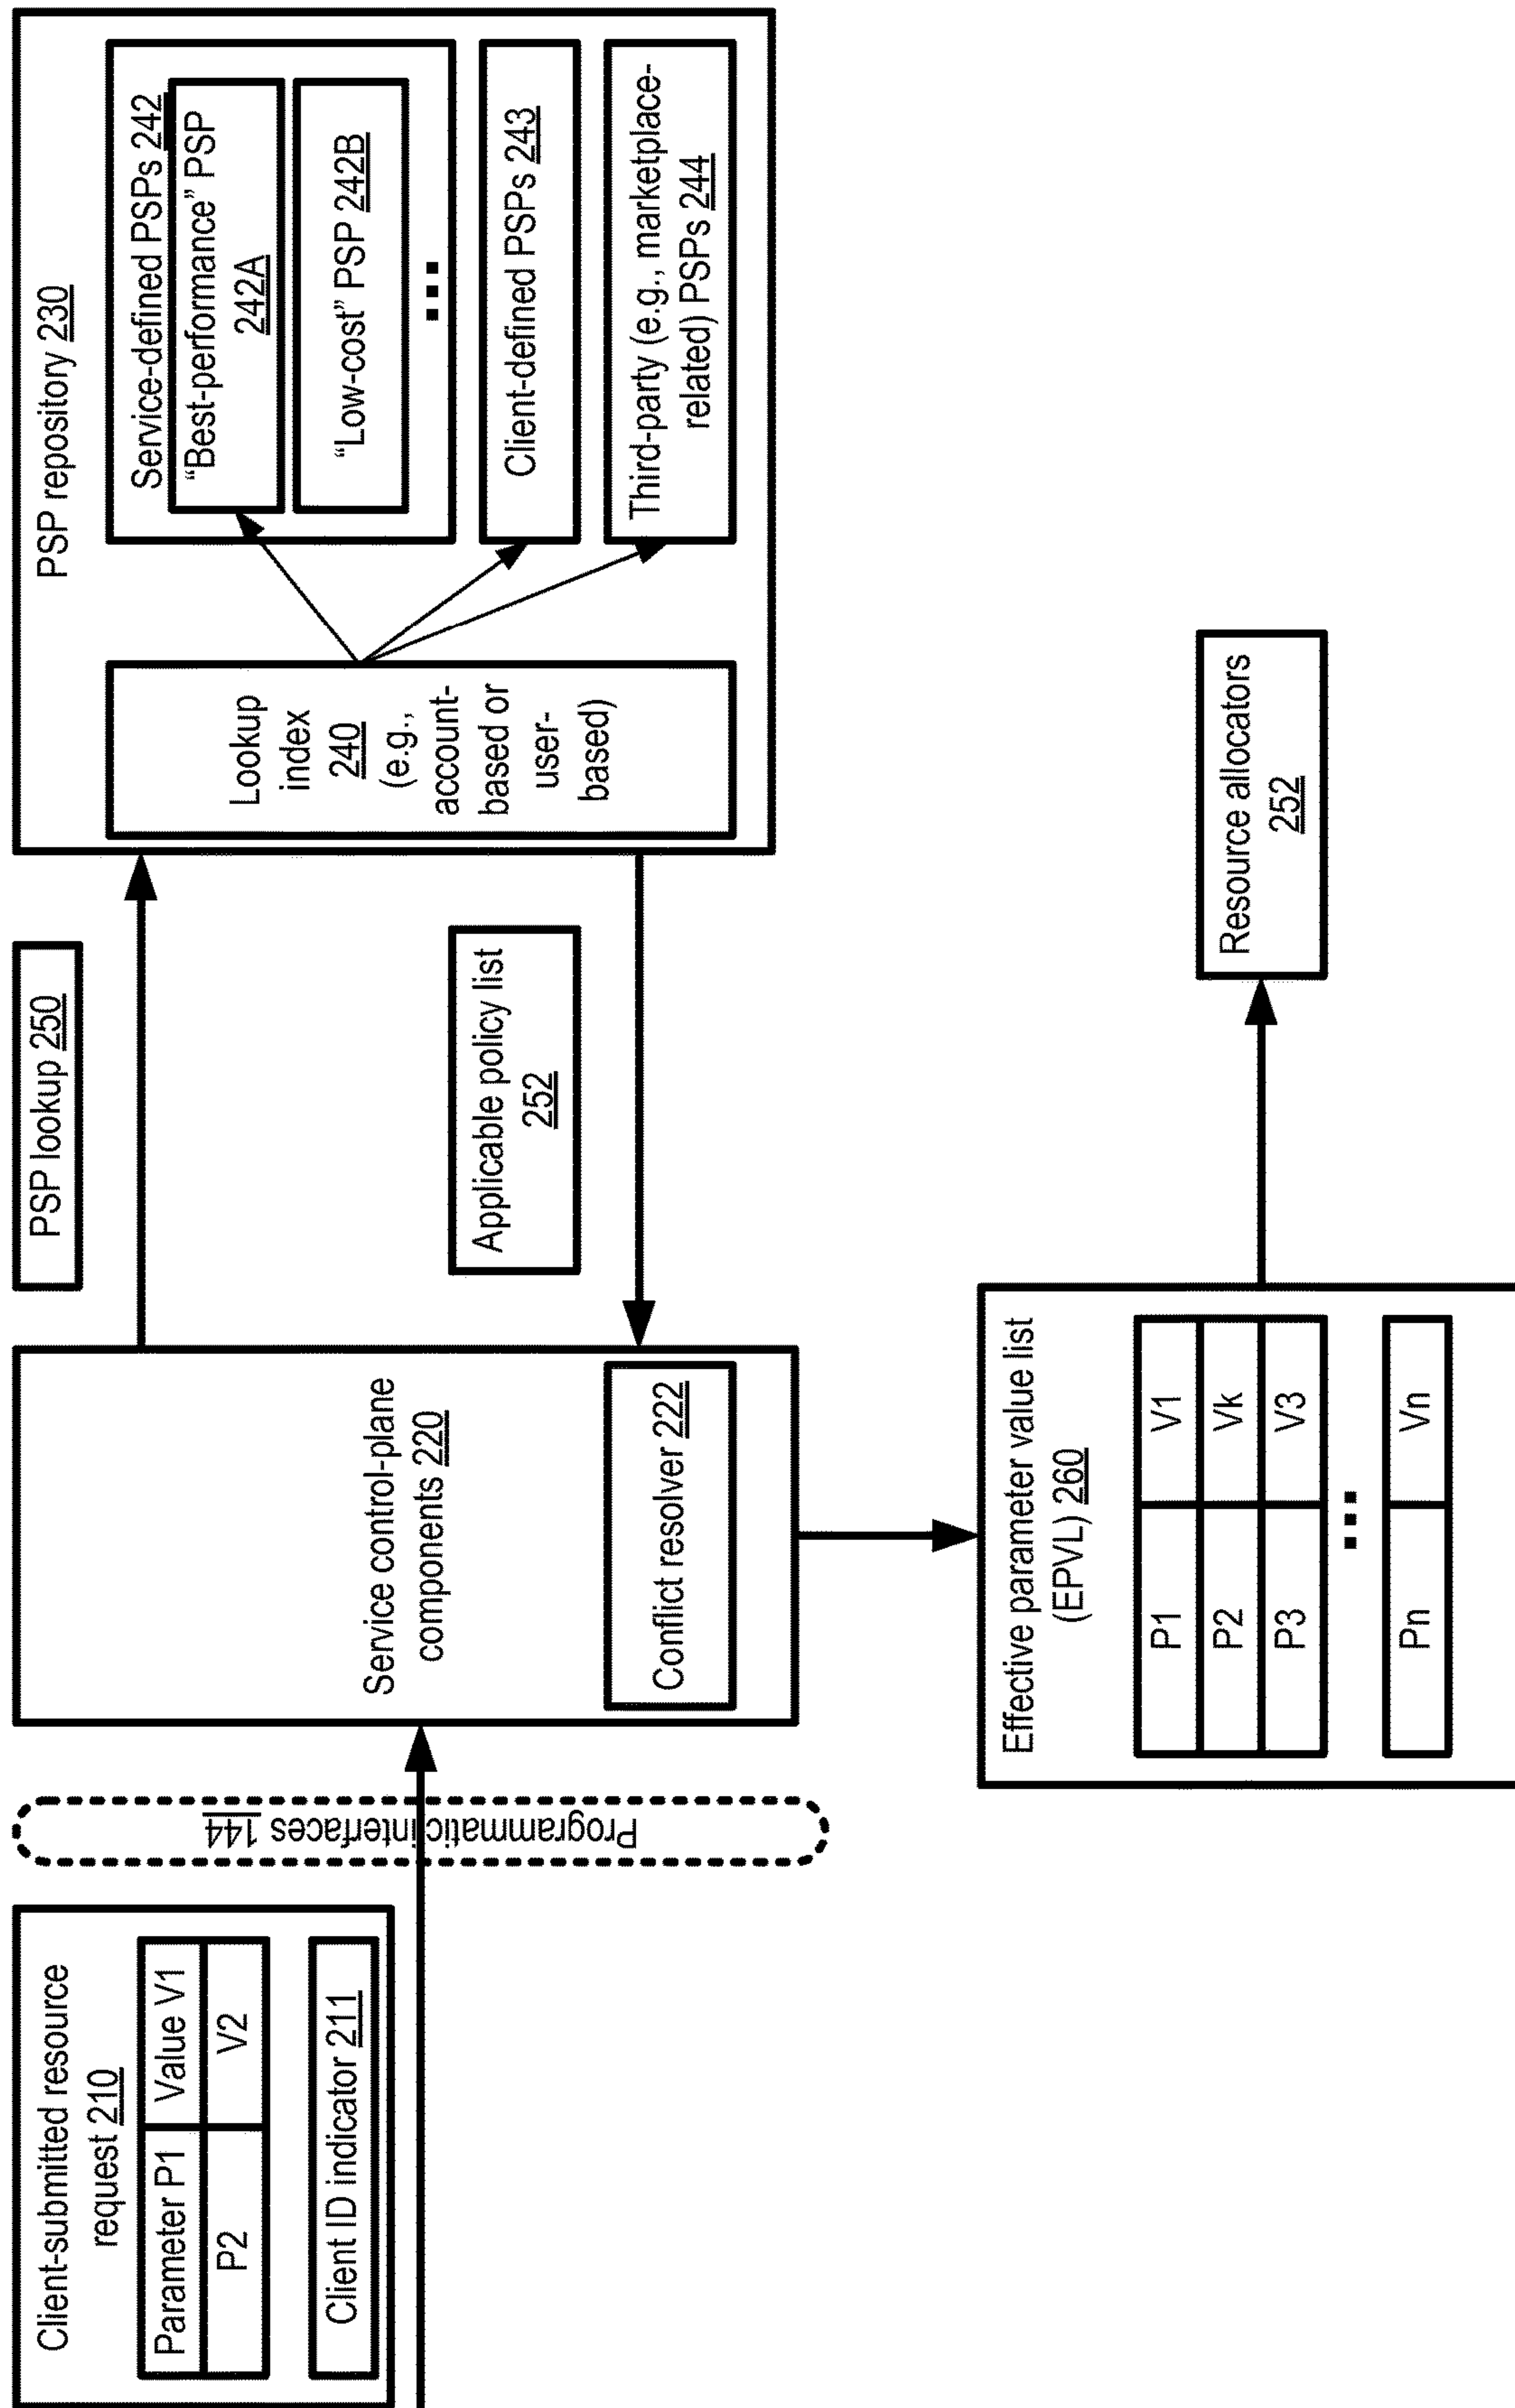 Client-submitted resource
request 210
Parameter P1
Value V1
P2
V2
Client ID indicator 211
Programmatic interfaces 144
Service control-plane
components 220
Conflict resolver 222
PSP lookup 250
Applicable policy list
252
PSP repository 230
Lookup
index
240
(e.g.,
account-
based or
user-
based)
Service-defined PSPs 242
“Best-performance” PSP
242A
“Low-cost” PSP 242B
...
Client-defined PSPs 243
Third-party (e.g., marketplace-
related) PSPs 244
Effective parameter value list
(EPVL) 260
P1
V1
P2
Vk
P3
V3
...
Pn
Vn
Resource allocators
252